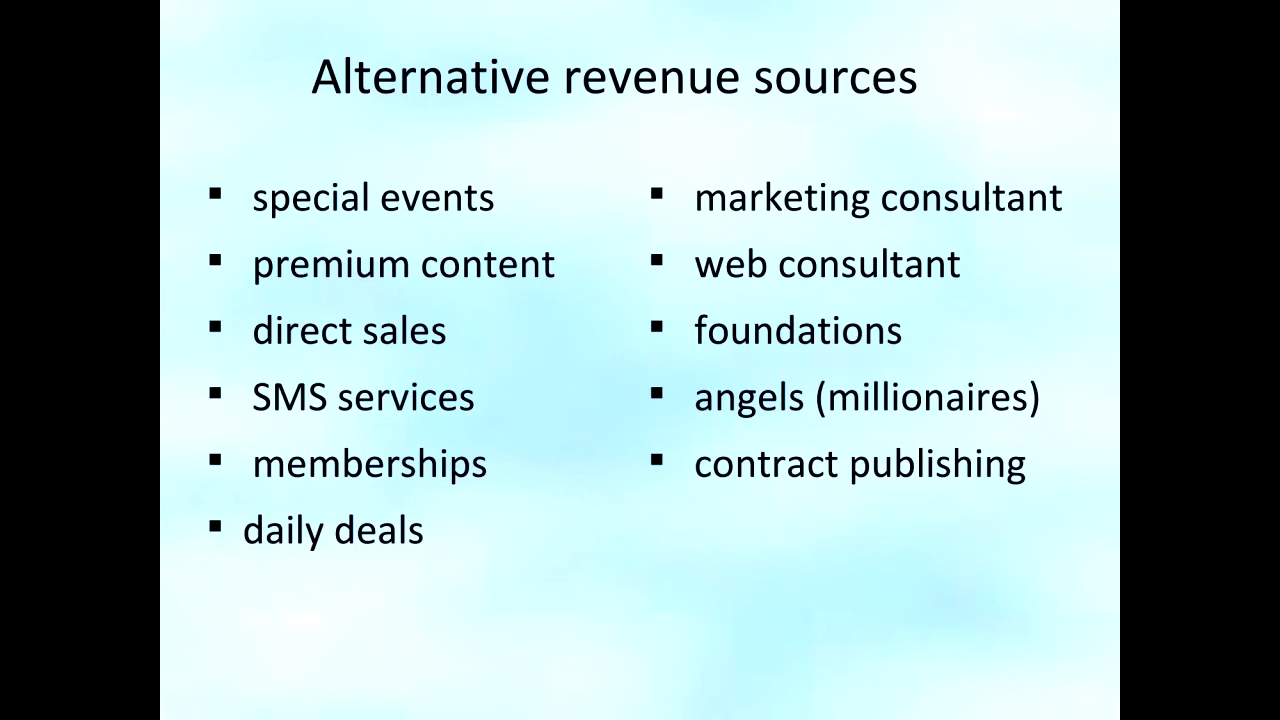 Alternative revenue sources
▪ special events
▪ premium content
▪ direct sales
▪ SMS services
▪ memberships
▪ daily deals
▪ marketing consultant
▪ web consultant
▪ foundations
▪ angels (millionaires)
▪ contract publishing